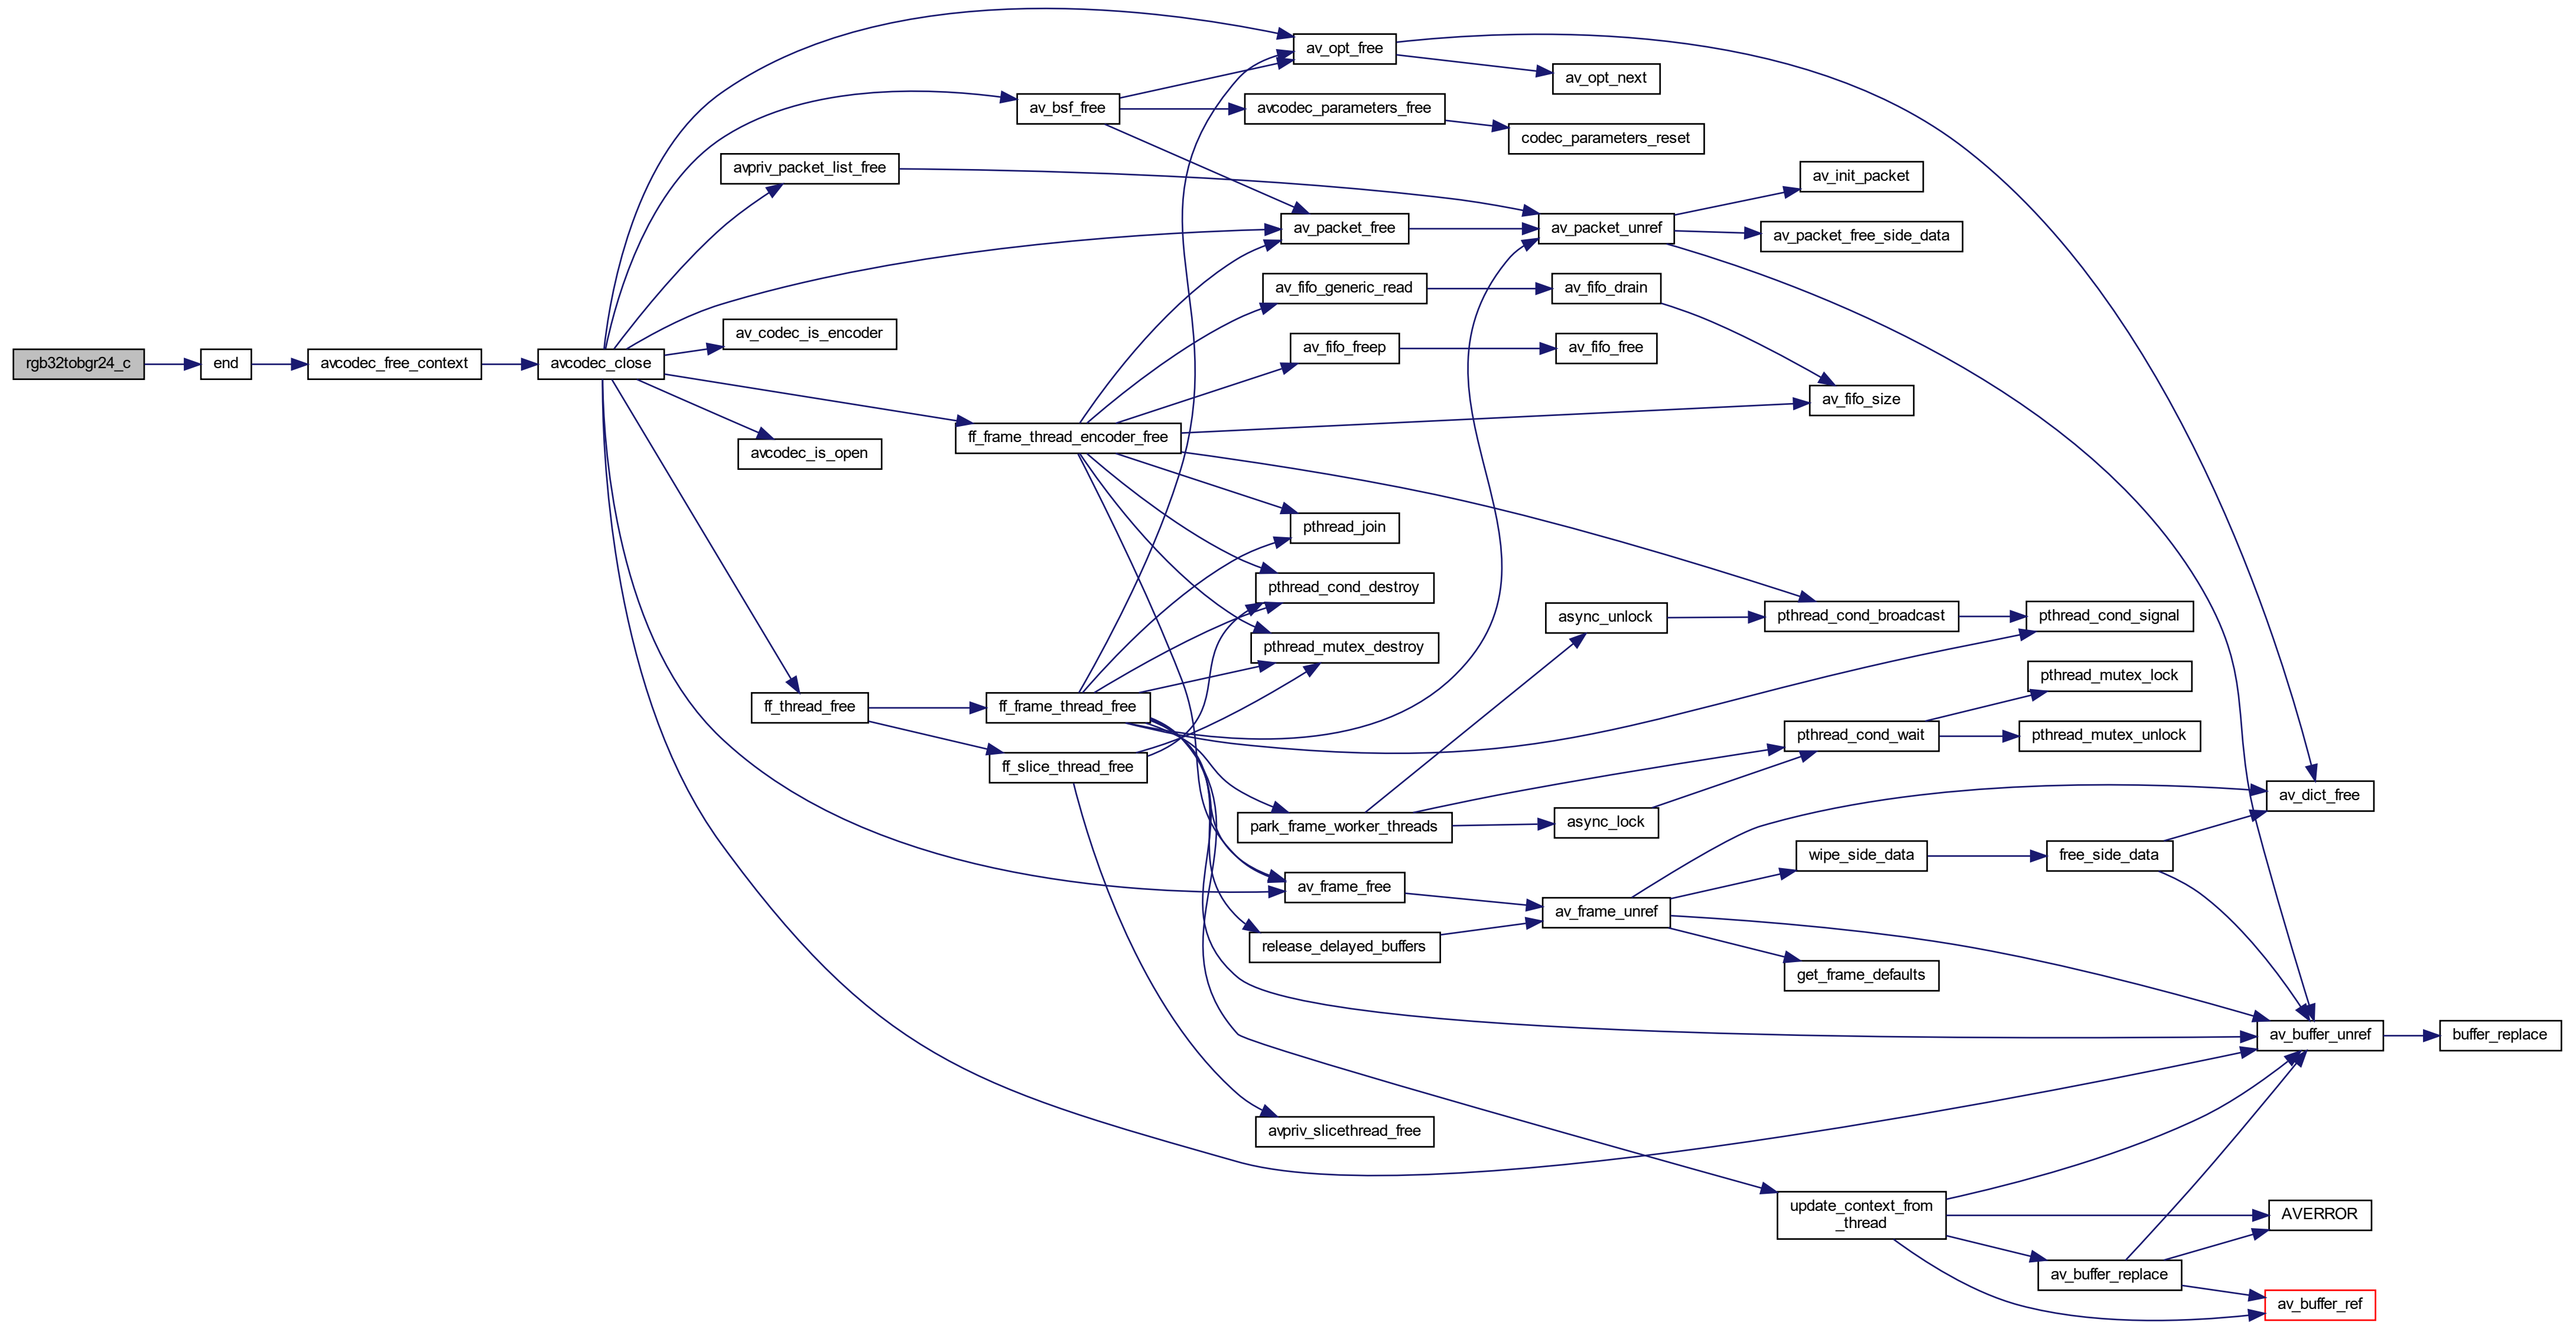 av_opt_free
av_opt_next
av_bsf_free
avcodec_parameters_free
codec_parameters_reset
avpriv_packet_list_free
av_init_packet
av_packet_free
av_packet_unref
av_packet_free_side_data
av_fifo_generic_read
av_fifo_drain
av_codec_is_encoder
rgb32tobgr24_c
end
avcodec_free_context
avcodec_close
av_fifo_freep
av_fifo_free
av_fifo_size
ff_frame_thread_encoder_free
avcodec_is_open
pthread_join
pthread_cond_destroy
async_unlock
pthread_cond_broadcast
pthread_cond_signal
pthread_mutex_destroy
pthread_mutex_lock
ff_thread_free
ff_frame_thread_free
pthread_cond_wait
pthread_mutex_unlock
ff_slice_thread_free
av_dict_free
park_frame_worker_threads
async_lock
wipe_side_data
free_side_data
av_frame_free
av_frame_unref
release_delayed_buffers
get_frame_defaults
av_buffer_unref
buffer_replace
avpriv_slicethread_free
update_context_from
_thread
AVERROR
av_buffer_replace
av_buffer_ref